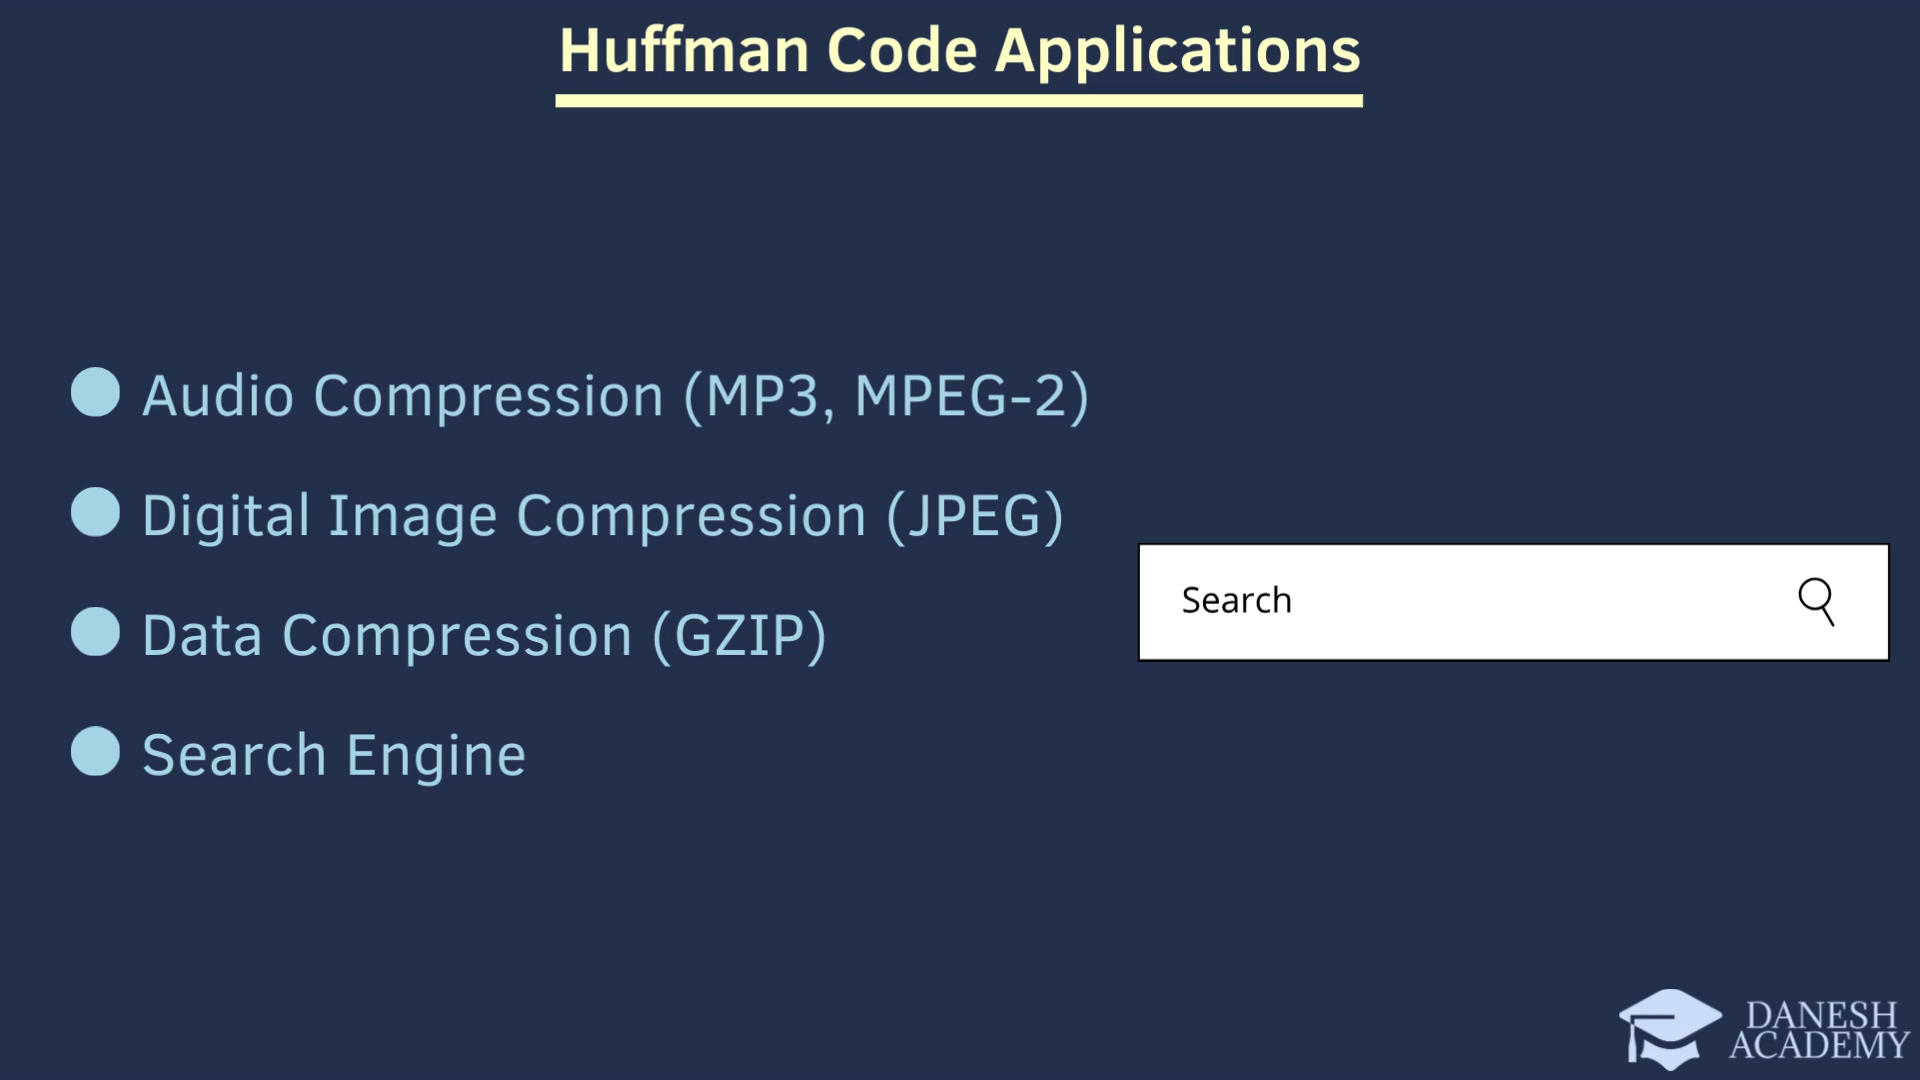 Huffman Code Applications
Audio Compression (MP3, MPEG-2)
Digital Image Compression (JPEG)
Data Compression (GZIP)
Search Engine
Search
DANESH
ACADEMY